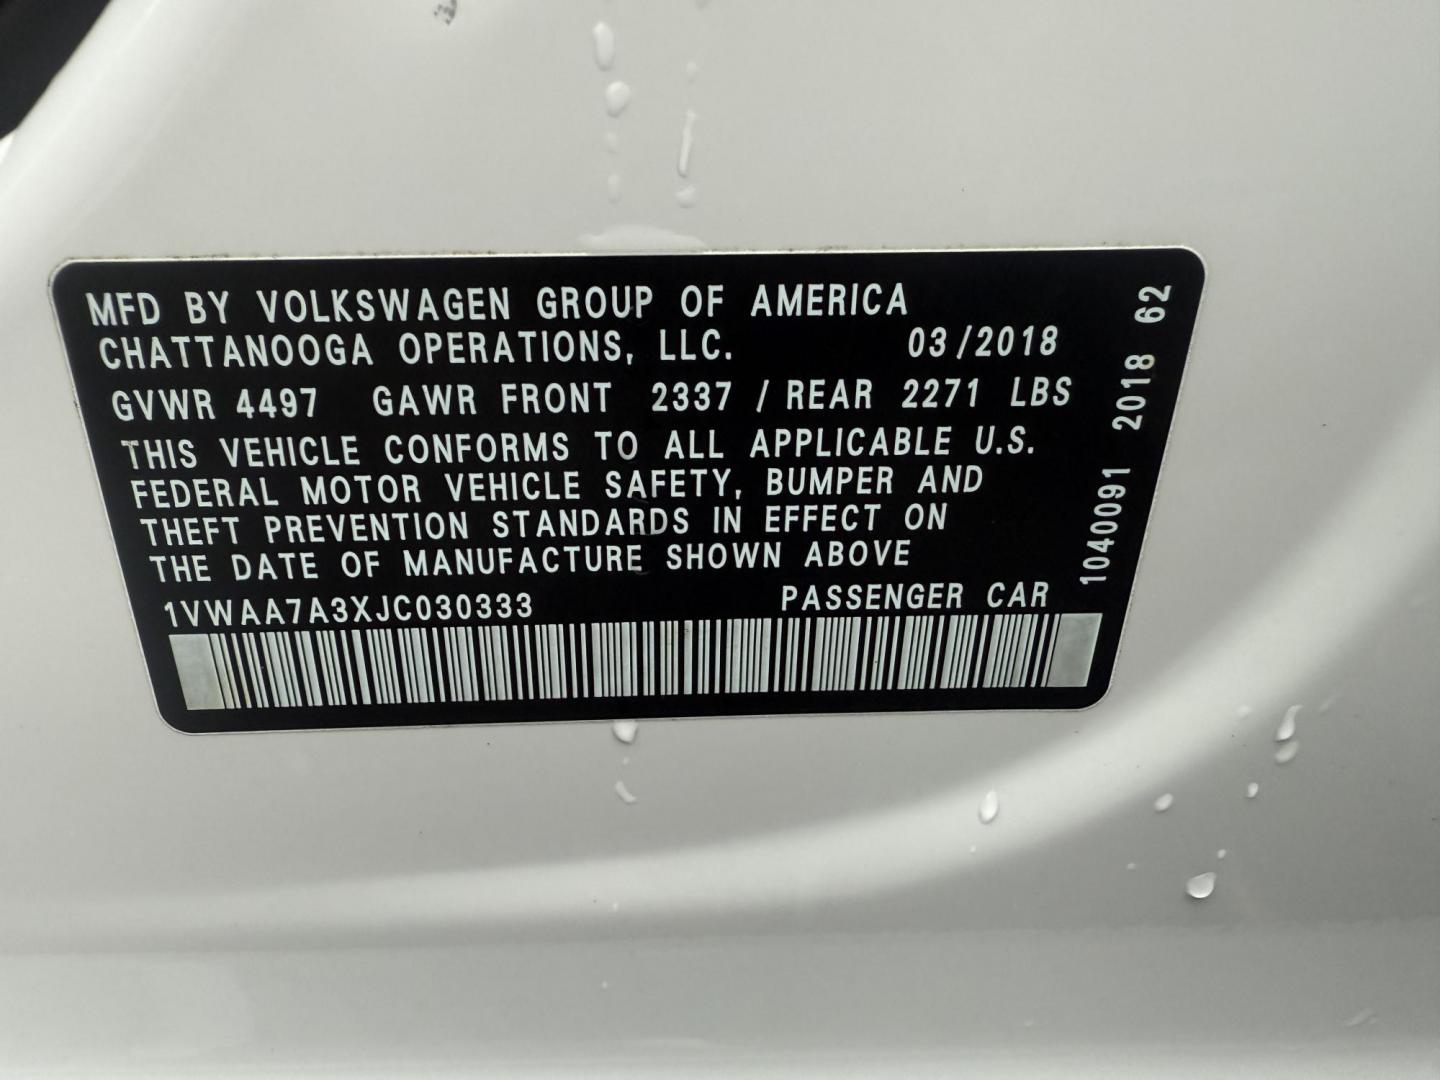 MFD BY VOLKSWAGEN GROUP OF AMERICA
CHATTANOOGA OPERATIONS, LLC. 03/2018
GVWR 4497 GAWR FRONT 2337 / REAR 2271 LBS
THIS VEHICLE CONFORMS TO ALL APPLICABLE U.S.
FEDERAL MOTOR VEHICLE SAFETY, BUMPER AND
THEFT PREVENTION STANDARDS IN EFFECT ON
THE DATE OF MANUFACTURE SHOWN ABOVE
1VWAA7A3XJC030333 PASSENGER CAR
1040091 2018 62